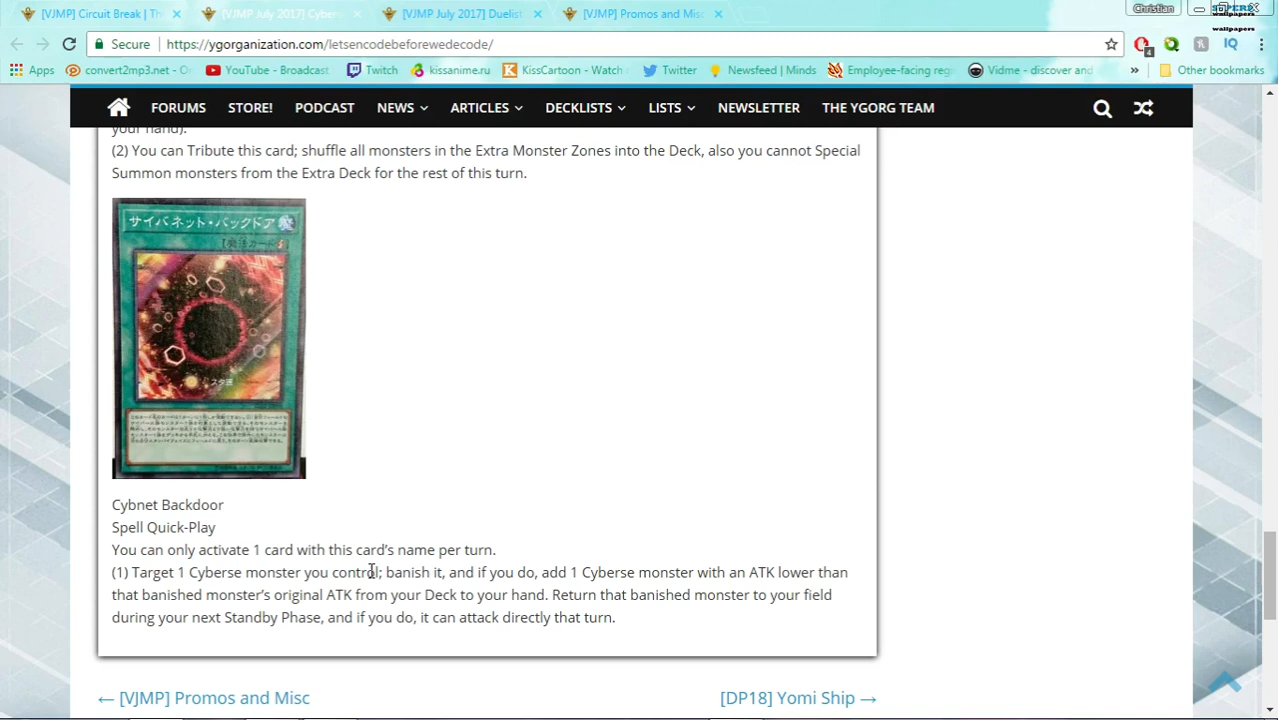 [VJMP] Circuit Break | Th
[VJMP July 2017] Cybers
[VJMP July 2017] Duelist
[VJMP] Promos and Misc
Christian
wallpapers
Secure
https://ygorganization.com/letsencodebeforewedecode/
4
IQ
Apps
convert2mp3.net - On
YouTube - Broadcast
Twitch
kissanime.ru
KissCartoon - Watch c
Twitter
Newsfeed | Minds
Employee-facing regi
Vidme - discover and
»
Other bookmarks
FORUMS
STORE!
PODCAST
NEWS
ARTICLES
DECKLISTS
LISTS
NEWSLETTER
THE YGORG TEAM
your hand).
(2) You can Tribute this card; shuffle all monsters in the Extra Monster Zones into the Deck, also you cannot Special
Summon monsters from the Extra Deck for the rest of this turn.
サイバネット・バックドア
Cybnet Backdoor
Spell Quick-Play
You can only activate 1 card with this card's name per turn.
(1) Target 1 Cyberse monster you control; banish it, and if you do, add 1 Cyberse monster with an ATK lower than
that banished monster's original ATK from your Deck to your hand. Return that banished monster to your field
during your next Standby Phase, and if you do, it can attack directly that turn.
← [VJMP] Promos and Misc
[DP18] Yomi Ship →